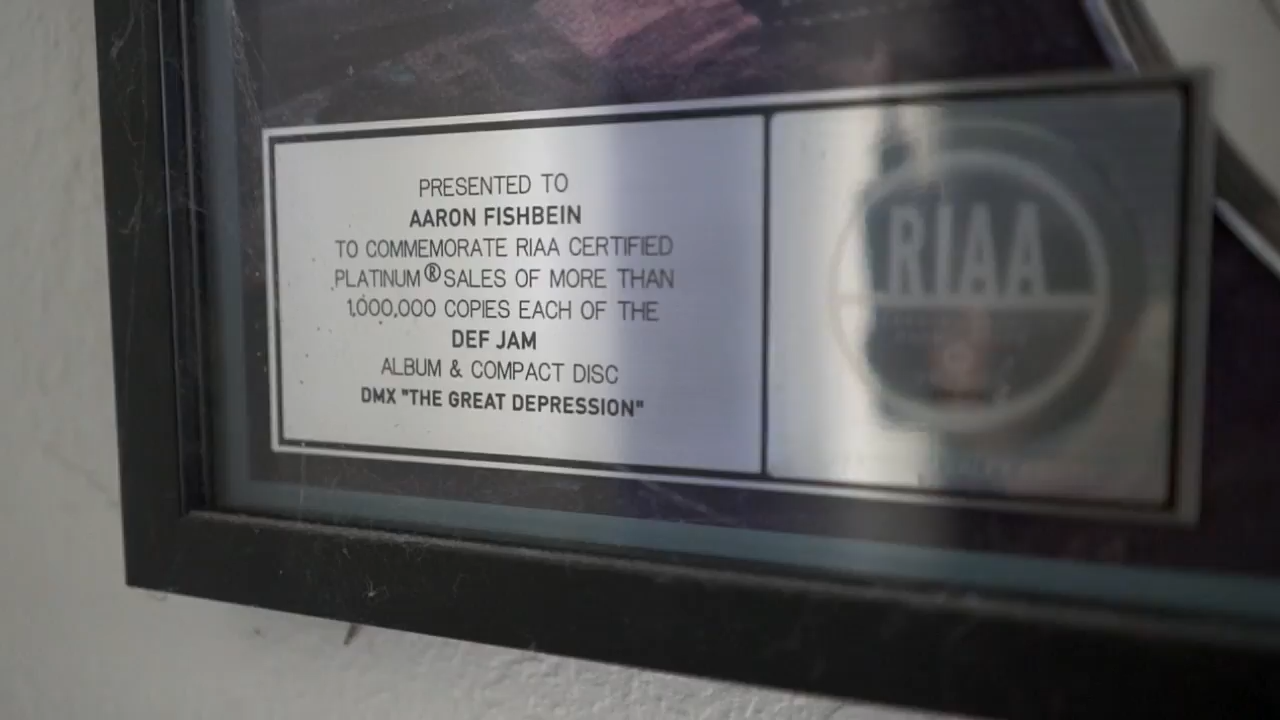 PRESENTED TO
AARON FISHBEIN
TO COMMEMORATE RIAA CERTIFIED
PLATINUM® SALES OF MORE THAN
1,000,000 COPIES EACH OF THE
DEF JAM
ALBUM & COMPACT DISC
DMX "THE GREAT DEPRESSION"
RIAA